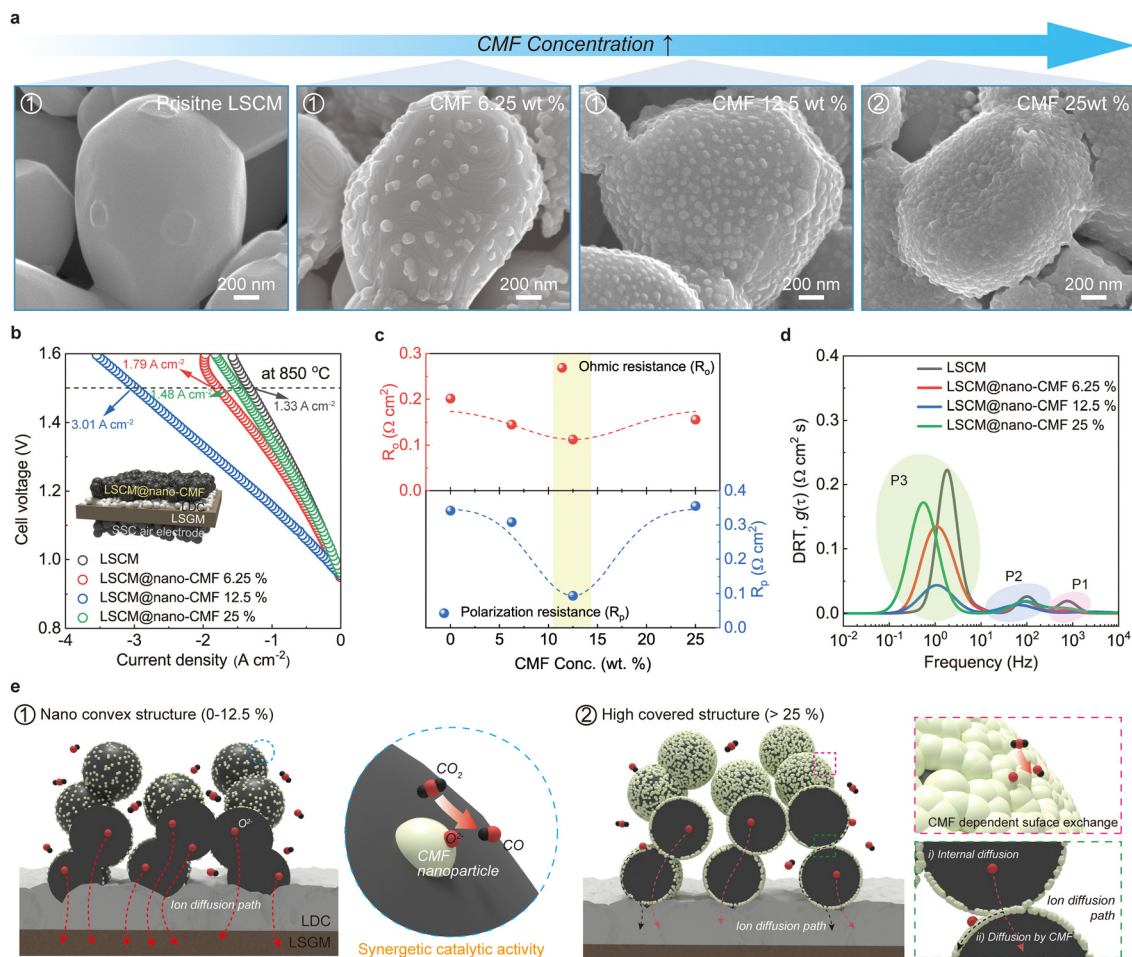 a
CMF Concentration ↑
① Prisitne LSCM
200 nm
① CMF 6.25 wt %
200 nm
① CMF 12.5 wt %
200 nm
② CMF 25wt %
200 nm
b
Cell voltage (V)
1.6
1.4
1.2
1.0
0.8
at 850 °C
1.79 A cm⁻²
1.48 A cm⁻²
1.33 A cm⁻²
3.01 A cm⁻²
LSCM@nano-CMF
LDC
LSGM
SSC air electrode
LSCM
LSCM@nano-CMF 6.25 %
LSCM@nano-CMF 12.5 %
LSCM@nano-CMF 25 %
-4 -3 -2 -1 0
Current density (A cm⁻²)
c
Rₒ (Ω cm²)
0.3
0.2
0.1
0.0
Ohmic resistance (Rₒ)
0.4
0.3
0.2
0.1
0.0
Rₚ (Ω cm²)
Polarization resistance (Rₚ)
0 5 10 15 20 25
CMF Conc. (wt. %)
d
DRT, g(τ) (Ω cm² s)
0.4
0.3
0.2
0.1
0.0
LSCM
LSCM@nano-CMF 6.25 %
LSCM@nano-CMF 12.5 %
LSCM@nano-CMF 25 %
P3
P2
P1
10⁻² 10⁻¹ 10⁰ 10¹ 10² 10³ 10⁴
Frequency (Hz)
e
① Nano convex structure (0-12.5 %)
O²⁻
Ion diffusion path
LDC
LSGM
CO₂
O²⁻
CO
CMF
nanoparticle
Synergetic catalytic activity
② High covered structure (> 25 %)
Ion diffusion path
CMF dependent suface exchange
i) Internal diffusion
Ion diffusion
path
ii) Diffusion by CMF